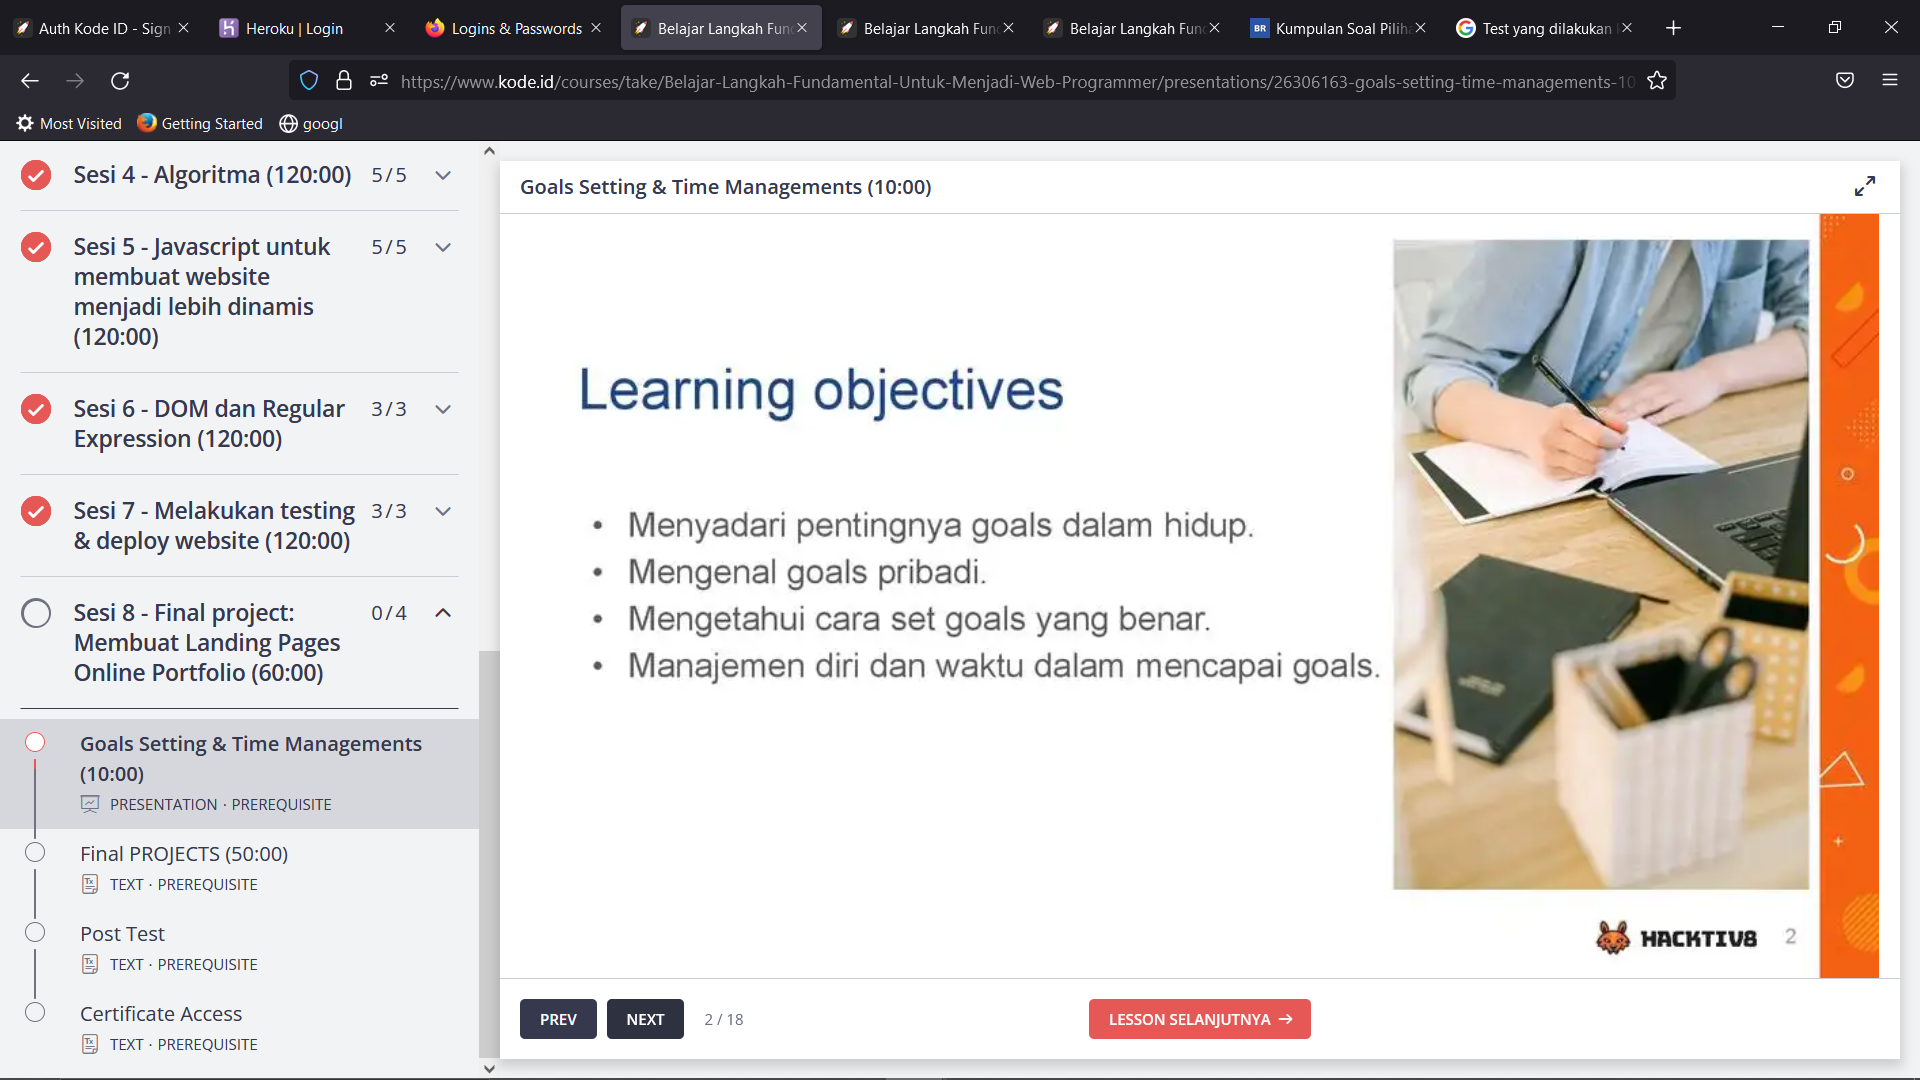 Auth Kode ID - Sign
Heroku | Login
Logins & Passwords
Belajar Langkah Fun
Belajar Langkah Fun
Belajar Langkah Fun
BR
Kumpulan Soal Piliha
Test yang dilakukan
https://www.kode.id/courses/take/Belajar-Langkah-Fundamental-Untuk-Menjadi-Web-Programmer/presentations/26306163-goals-setting-time-managements-10
Most Visited
Getting Started
googl
Sesi 4 - Algoritma (120:00) 5 / 5
Sesi 5 - Javascript untuk 5 / 5
membuat website
menjadi lebih dinamis
(120:00)
Sesi 6 - DOM dan Regular 3 / 3
Expression (120:00)
Sesi 7 - Melakukan testing 3 / 3
& deploy website (120:00)
Sesi 8 - Final project: 0 / 4
Membuat Landing Pages
Online Portfolio (60:00)
Goals Setting & Time Managements
(10:00)
PRESENTATION · PREREQUISITE
Final PROJECTS (50:00)
TEXT · PREREQUISITE
Post Test
TEXT · PREREQUISITE
Certificate Access
TEXT · PREREQUISITE
Goals Setting & Time Managements (10:00)
Learning objectives
• Menyadari pentingnya goals dalam hidup.
• Mengenal goals pribadi.
• Mengetahui cara set goals yang benar.
• Manajemen diri dan waktu dalam mencapai goals.
HACKTIV8 2
PREV
NEXT
2 / 18
LESSON SELANJUTNYA →